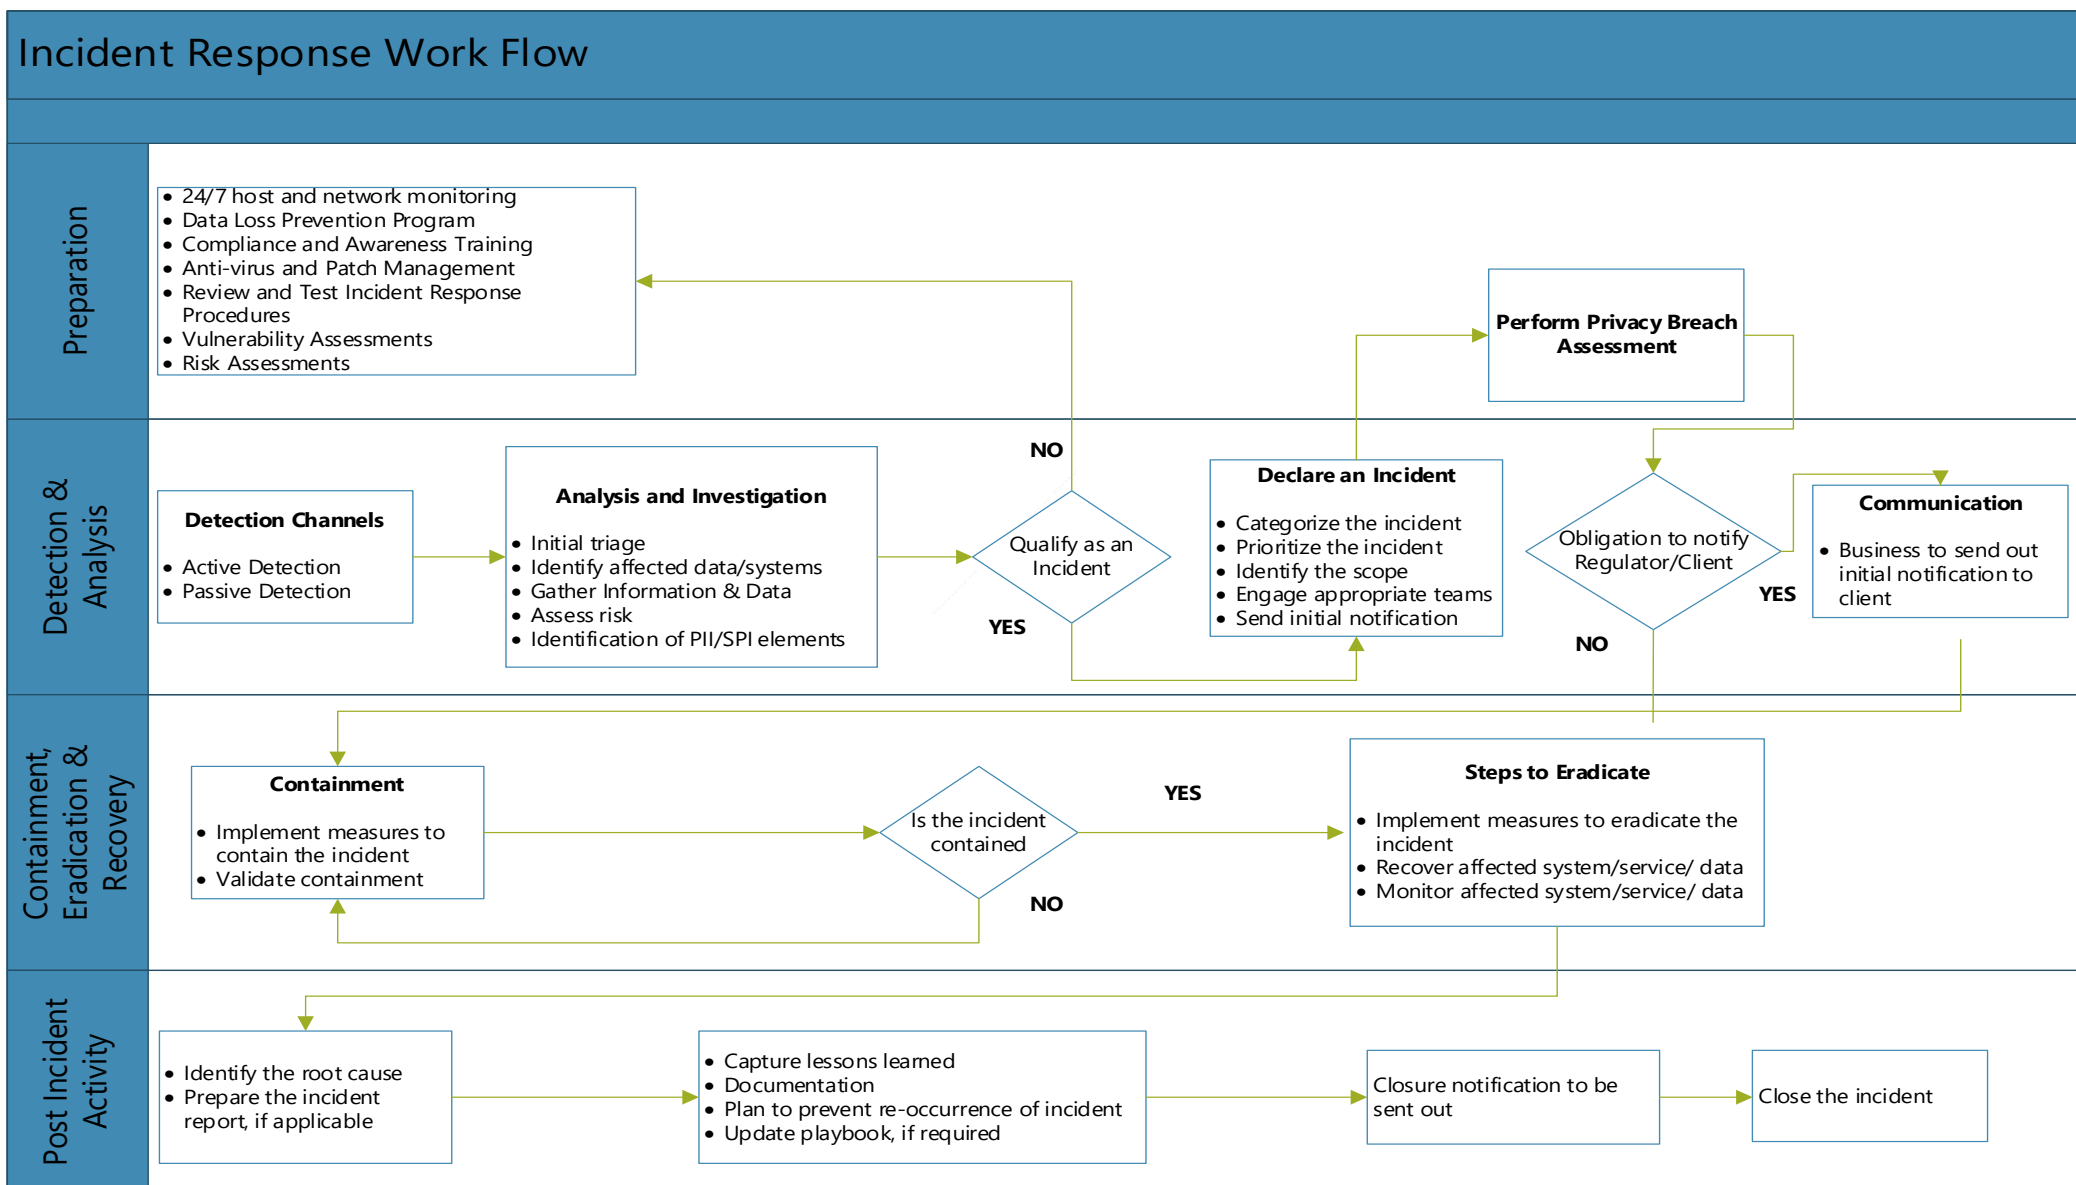 Incident Response Work Flow
Preparation
• 24/7 host and network monitoring
• Data Loss Prevention Program
• Compliance and Awareness Training
• Anti-virus and Patch Management
• Review and Test Incident Response
Procedures
• Vulnerability Assessments
• Risk Assessments
Perform Privacy Breach
Assessment
Detection &
Analysis
Detection Channels
• Active Detection
• Passive Detection
Analysis and Investigation
• Initial triage
• Identify affected data/systems
• Gather Information & Data
• Assess risk
• Identification of PII/SPI elements
NO
Qualify as an
Incident
YES
Declare an Incident
• Categorize the incident
• Prioritize the incident
• Identify the scope
• Engage appropriate teams
• Send initial notification
Obligation to notify
Regulator/Client
YES
NO
Communication
• Business to send out
initial notification to
client
Containment,
Eradication &
Recovery
Containment
• Implement measures to
contain the incident
• Validate containment
Is the incident
contained
YES
NO
Steps to Eradicate
• Implement measures to eradicate the
incident
• Recover affected system/service/ data
• Monitor affected system/service/ data
Post Incident
Activity
• Identify the root cause
• Prepare the incident
report, if applicable
• Capture lessons learned
• Documentation
• Plan to prevent re-occurrence of incident
• Update playbook, if required
Closure notification to be
sent out
Close the incident